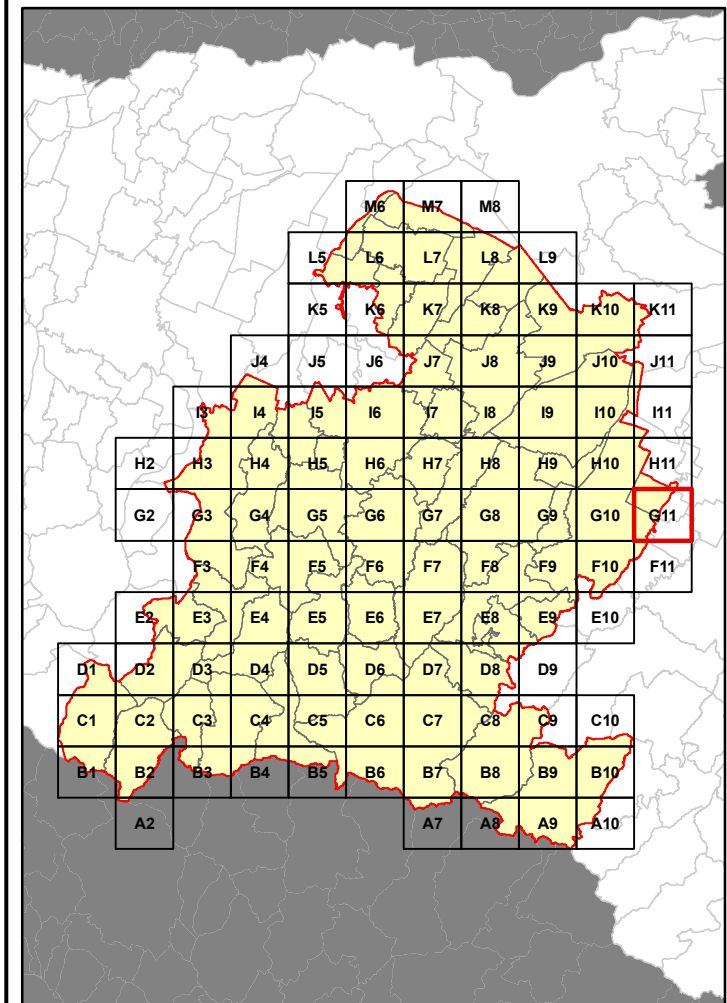 M6 M7 M8
L5 L6 L7 L8 L9
K5 K6 K7 K8 K9 K10 K11
J4 J5 J6 J7 J8 J9 J10 J11
I3 I4 I5 I6 I7 I8 I9 I10 I11
H2 H3 H4 H5 H6 H7 H8 H9 H10 H11
G2 G3 G4 G5 G6 G7 G8 G9 G10 G11
F3 F4 F5 F6 F7 F8 F9 F10 F11
E2 E3 E4 E5 E6 E7 E8 E9 E10
D1 D2 D3 D4 D5 D6 D7 D8 D9
C1 C2 C3 C4 C5 C6 C7 C8 C9 C10
B1 B2 B3 B4 B5 B6 B7 B8 B9 B10
A2 A7 A8 A9 A10